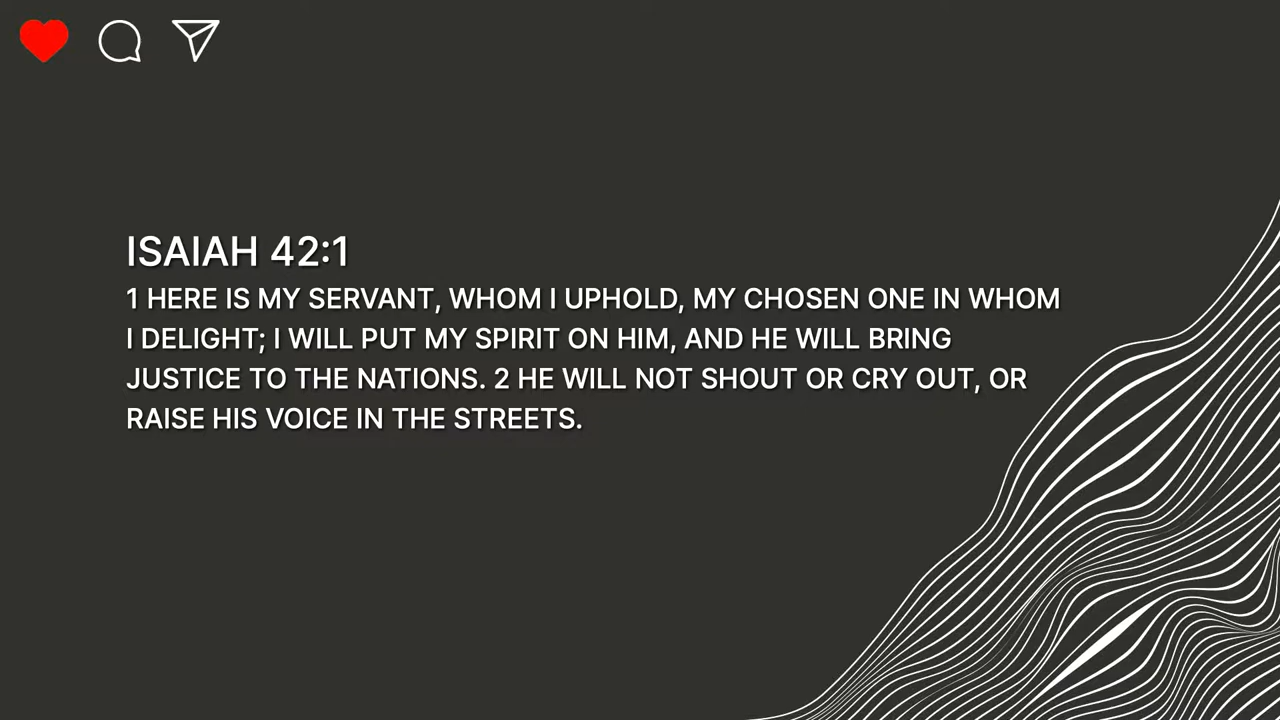 ISAIAH 42:1
1 HERE IS MY SERVANT, WHOM I UPHOLD, MY CHOSEN ONE IN WHOM
I DELIGHT; I WILL PUT MY SPIRIT ON HIM, AND HE WILL BRING
JUSTICE TO THE NATIONS. 2 HE WILL NOT SHOUT OR CRY OUT, OR
RAISE HIS VOICE IN THE STREETS.